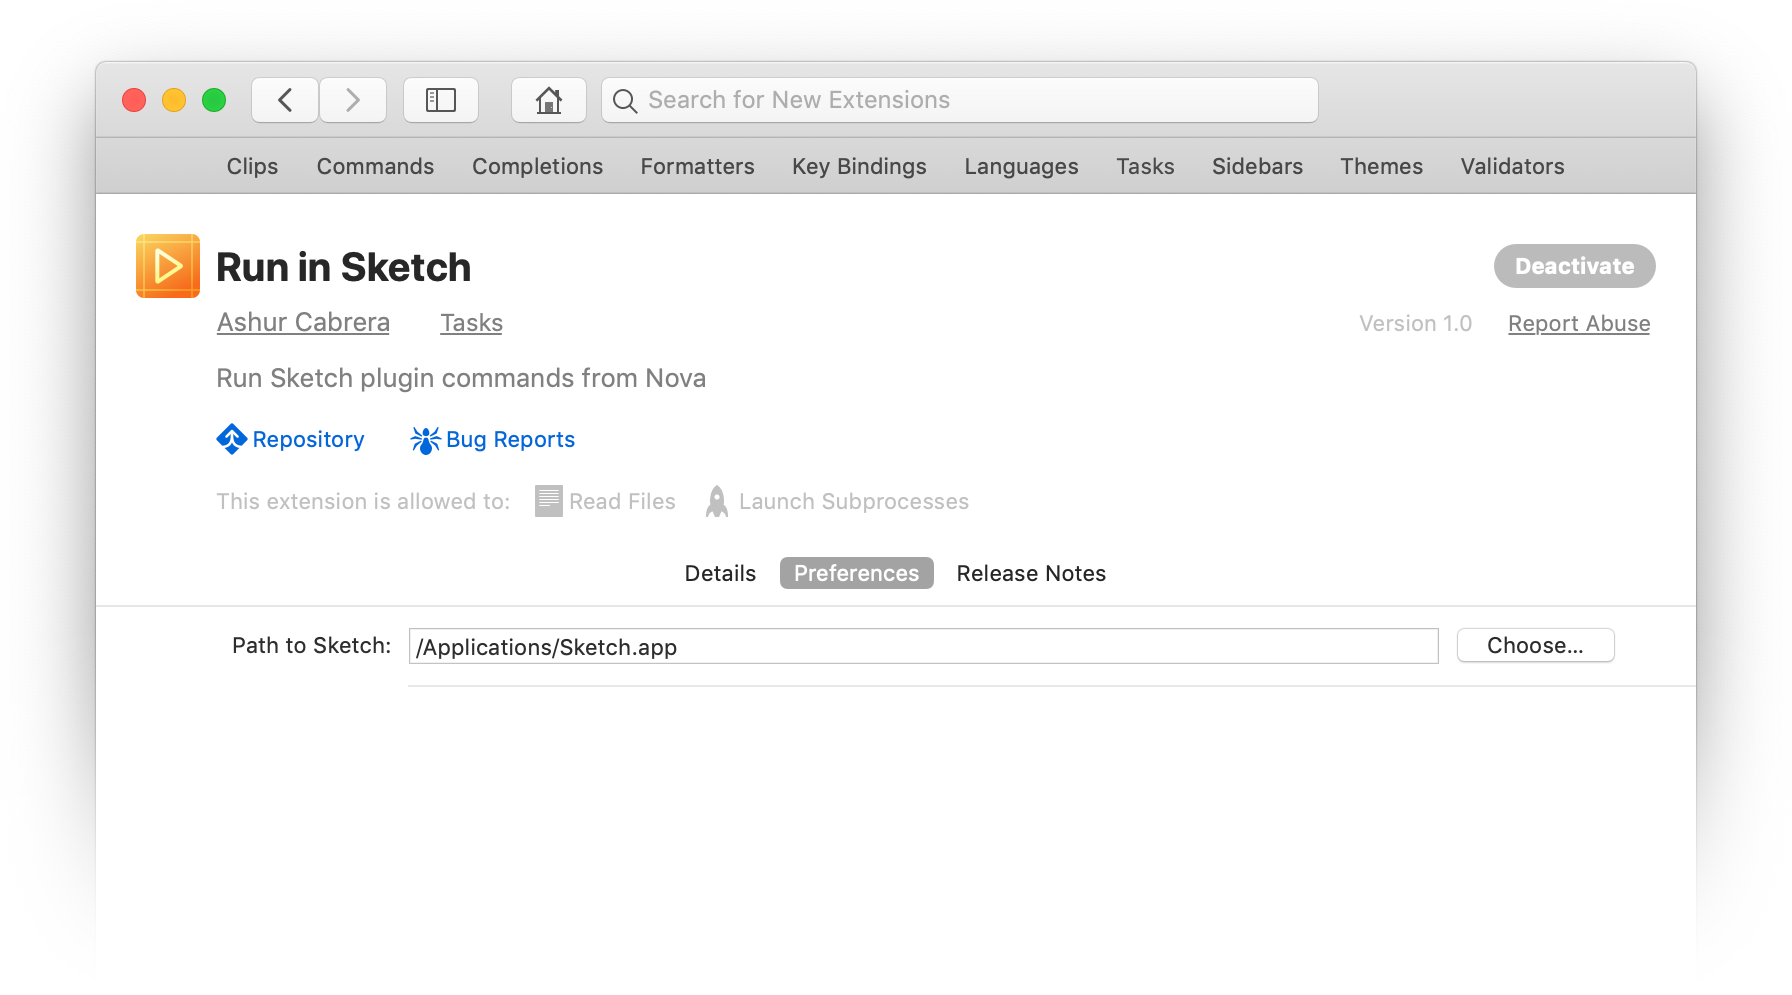 Search for New Extensions
Clips Commands Completions Formatters Key Bindings Languages Tasks Sidebars Themes Validators
Run in Sketch Deactivate
Ashur Cabrera Tasks Version 1.0 Report Abuse
Run Sketch plugin commands from Nova
Repository Bug Reports
This extension is allowed to: Read Files Launch Subprocesses
Details Preferences Release Notes
Path to Sketch: /Applications/Sketch.app Choose...